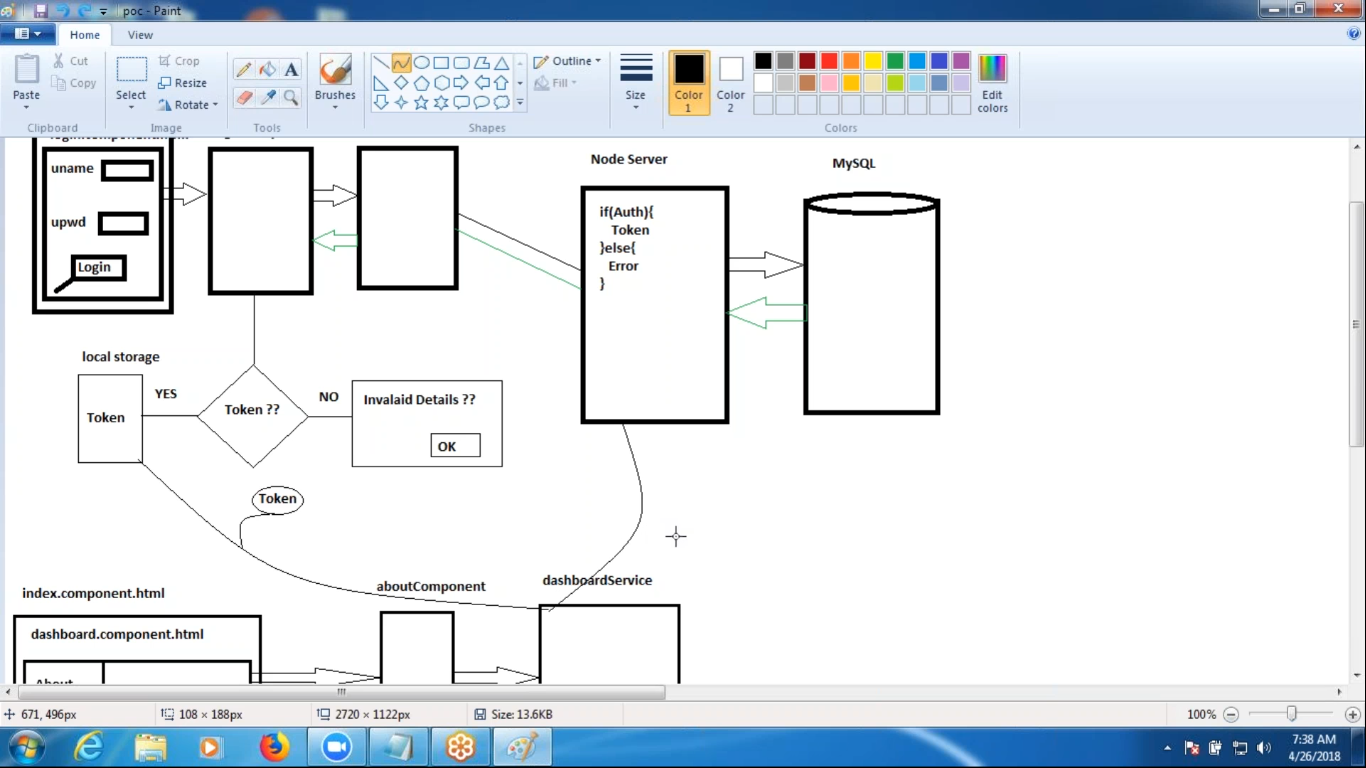 poc - Paint
Home
View
Cut
Copy
Paste
Clipboard
Crop
Resize
Rotate
Select
Image
A
Tools
Brushes
Shapes
Outline
Fill
Size
Color
1
Color
2
Edit
colors
Colors
Node Server
MySQL
uname
upwd
Login
if(Auth){
Token
}else{
Error
}
local storage
YES
Token
Token ??
NO
Invalaid Details ??
OK
Token
index.component.html
aboutComponent
dashboardService
dashboard.component.html
About
671, 496px
108 × 188px
2720 × 1122px
Size: 13.6KB
100%
7:38 AM
4/26/2018